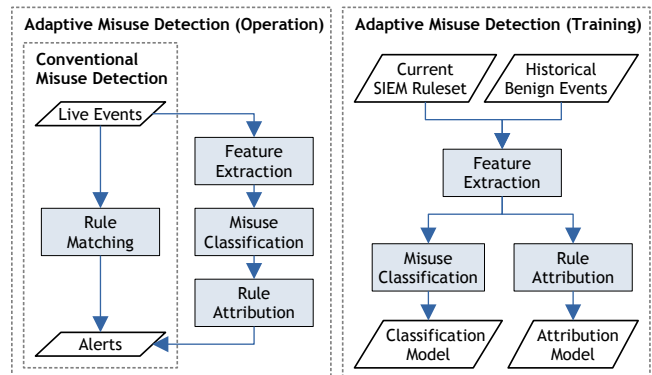 Adaptive Misuse Detection (Operation)
Conventional
Misuse Detection
Live Events
Feature
Extraction
Rule
Matching
Misuse
Classification
Rule
Attribution
Alerts
Adaptive Misuse Detection (Training)
Current
SIEM Ruleset
Historical
Benign Events
Feature
Extraction
Misuse
Classification
Rule
Attribution
Classification
Model
Attribution
Model